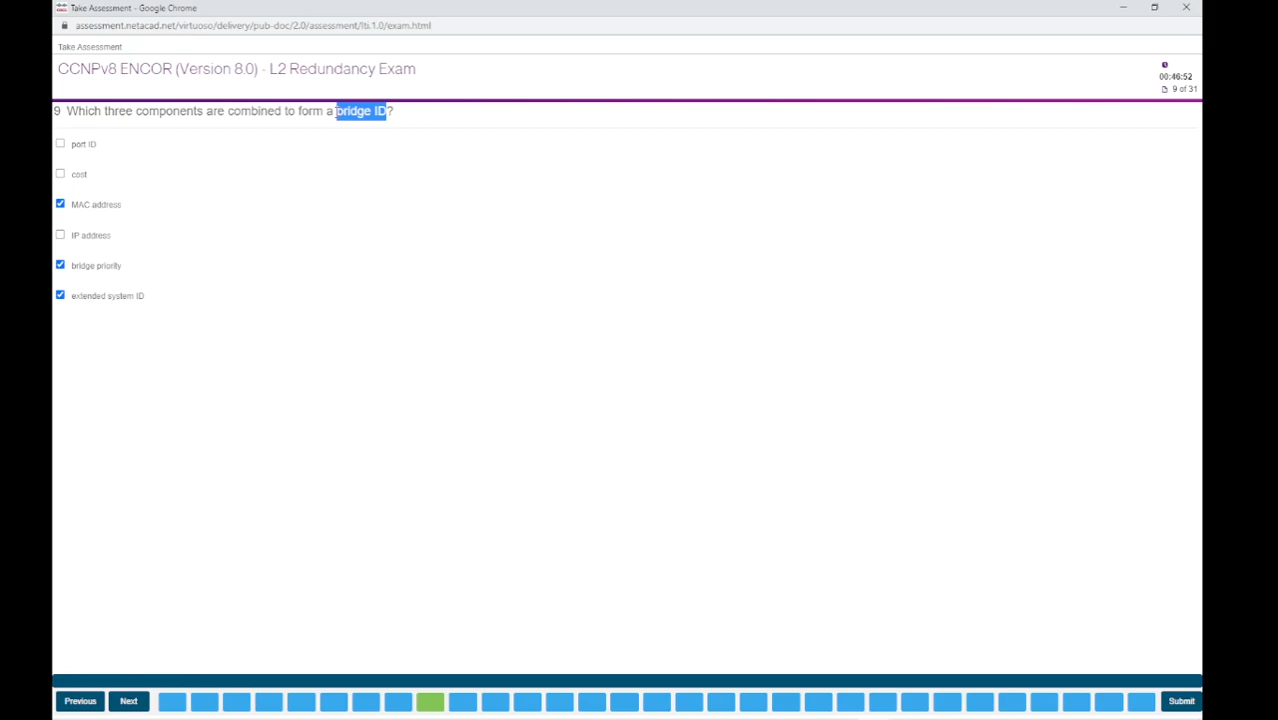 Take Assessment - Google Chrome
assessment.netacad.net/virtuoso/delivery/pub-doc/2.0/assessment/lti.1.0/exam.html
Take Assessment
CCNPv8 ENCOR (Version 8.0) - L2 Redundancy Exam
00:46:52
9 of 31
9 Which three components are combined to form a bridge ID?
port ID
cost
MAC address
IP address
bridge priority
extended system ID
Previous Next Submit